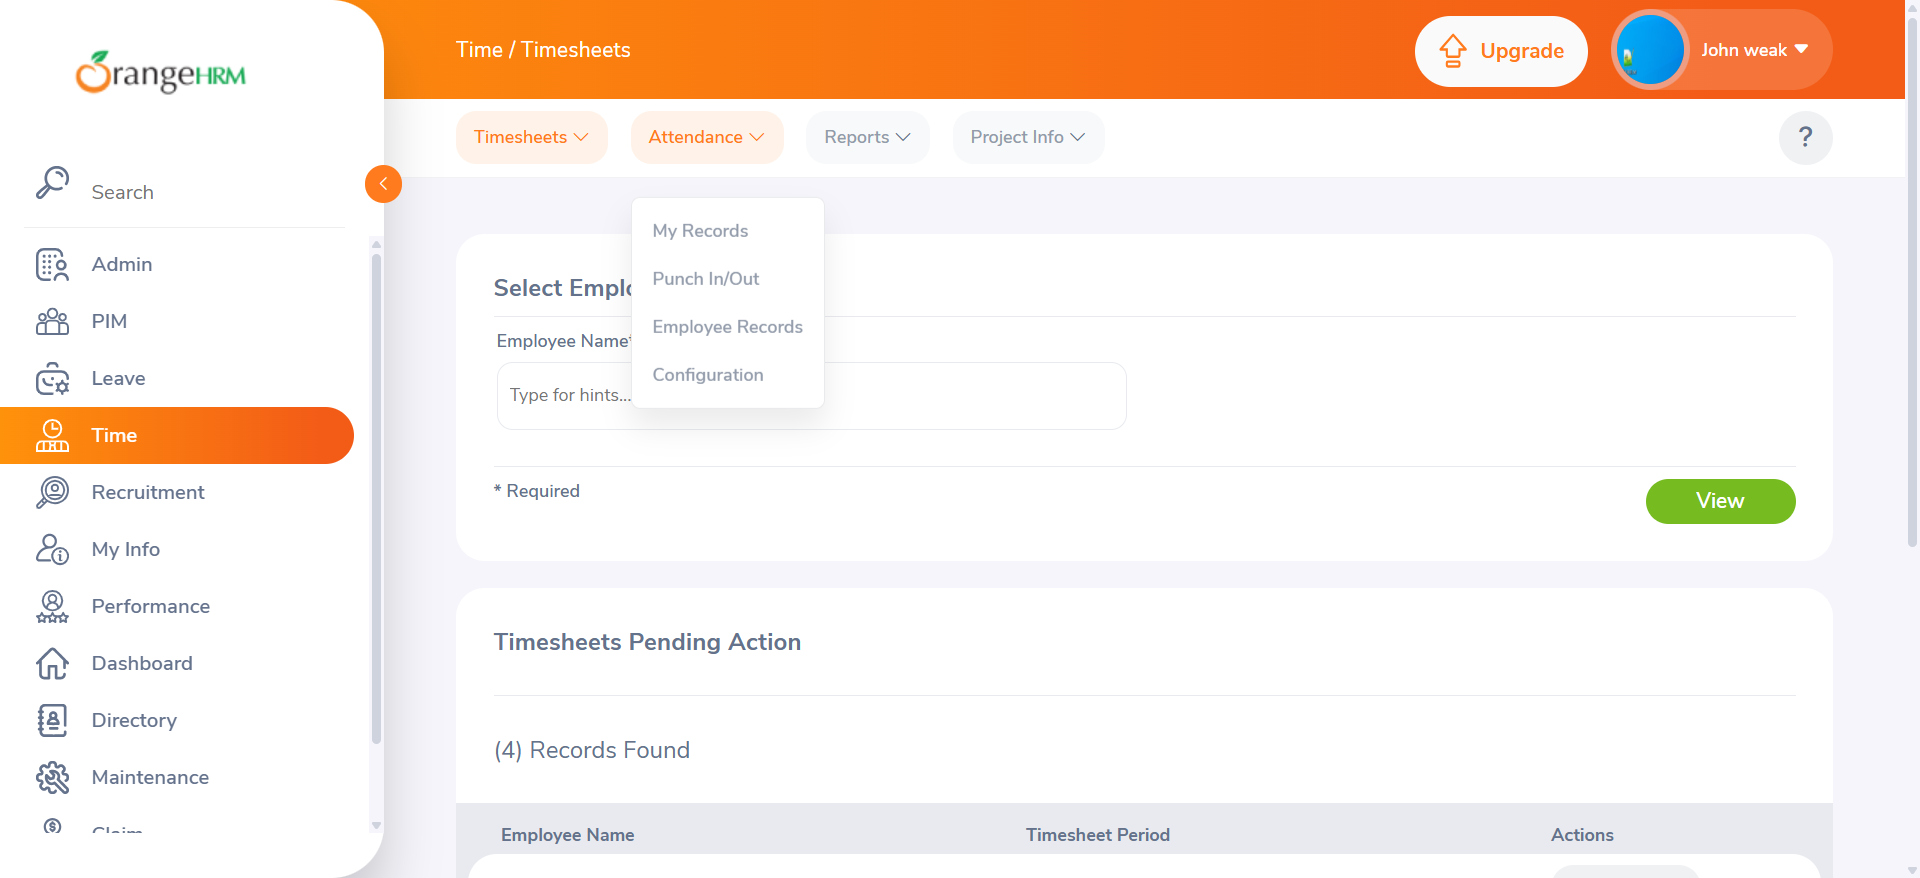 OrangeHRM
Time / Timesheets
Upgrade
John weak
Timesheets
Attendance
Reports
Project Info
?
Search
Admin
PIM
Leave
Time
Recruitment
My Info
Performance
Dashboard
Directory
Maintenance
Claim
My Records
Punch In/Out
Employee Records
Configuration
Select Emplo
Employee Name*
Type for hints...
* Required
View
Timesheets Pending Action
(4) Records Found
Employee Name
Timesheet Period
Actions